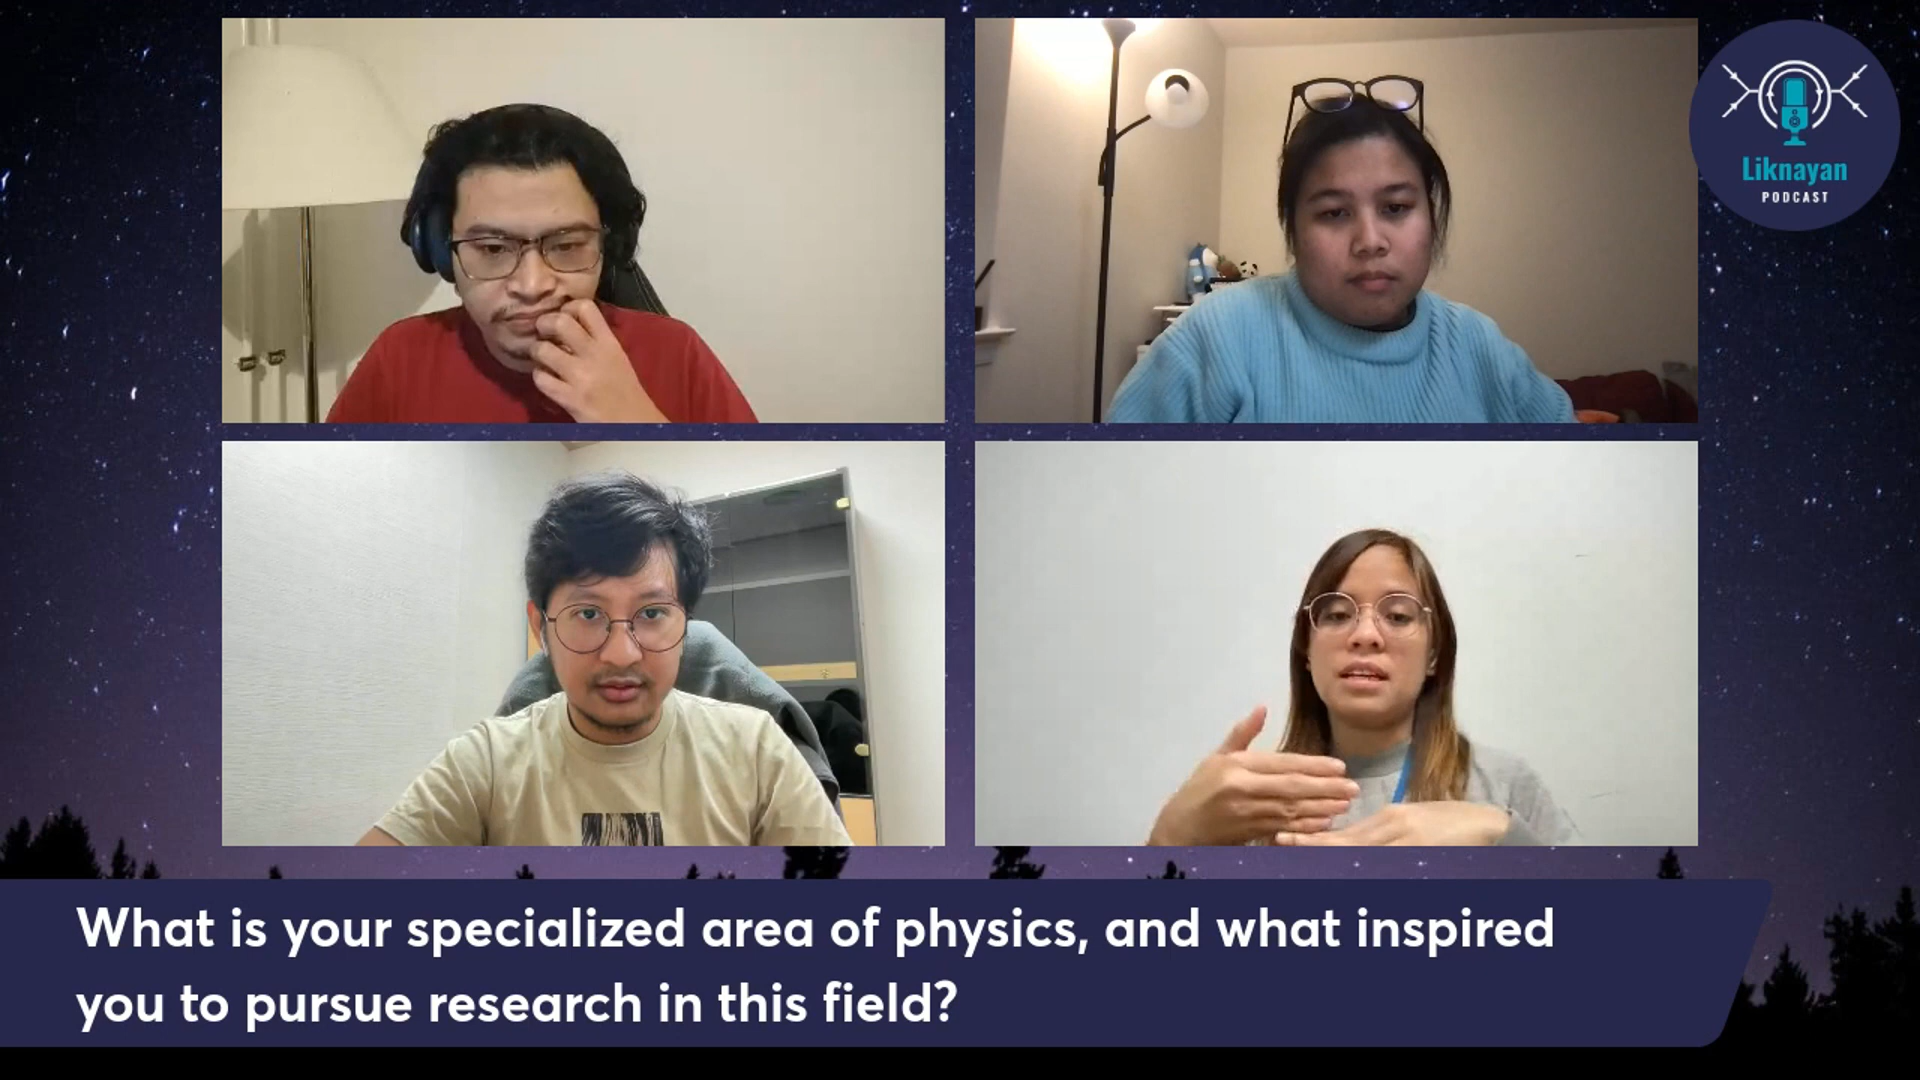 Liknayan
PODCAST
What is your specialized area of physics, and what inspired
you to pursue research in this field?